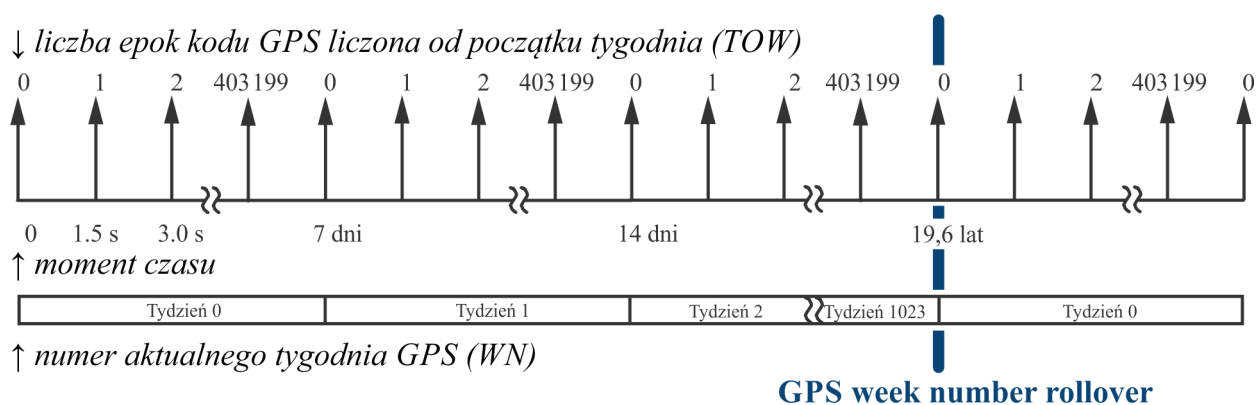 ↓ liczba epok kodu GPS liczona od początku tygodnia (TOW)
0 1 2 403 199 0 1 2 403 199 0 1 2 403 199 0 1 2 403 199 0
0 1.5 s 3.0 s 7 dni 14 dni 19,6 lat
↑ moment czasu
Tydzień 0 Tydzień 1 Tydzień 2 Tydzień 1023 Tydzień 0
↑ numer aktualnego tygodnia GPS (WN)
GPS week number rollover